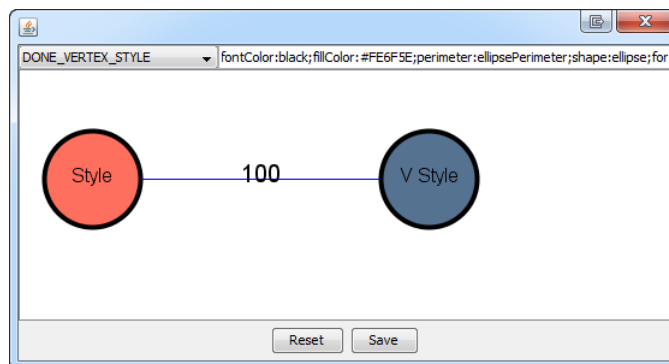 DONE_VERTEX_STYLE fontColor:black;fillColor:#FE6F5E;perimeter:ellipsePerimeter;shape:ellipse;for
Style 100 V Style
Reset Save